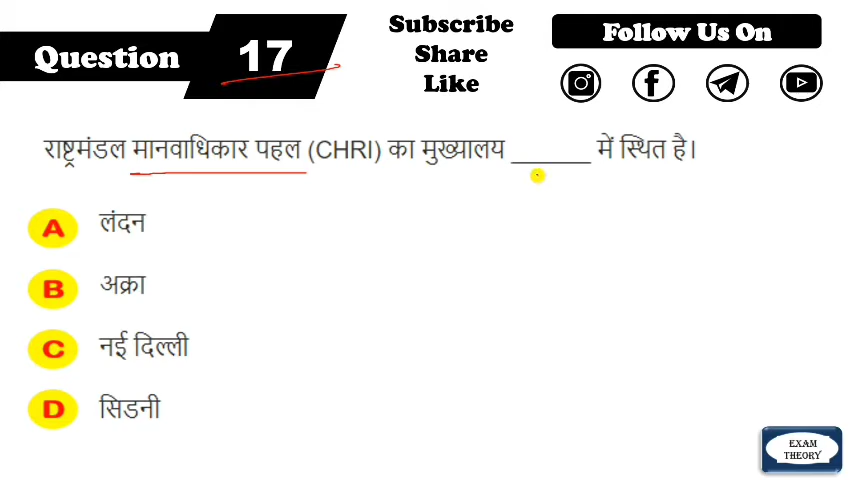 Question 17
Subscribe
Share
Like
Follow Us On
राष्ट्रमंडल मानवाधिकार पहल (CHRI) का मुख्यालय ______ में स्थित है।
A लंदन
B अक्रा
C नई दिल्ली
D सिडनी
EXAM
THEORY